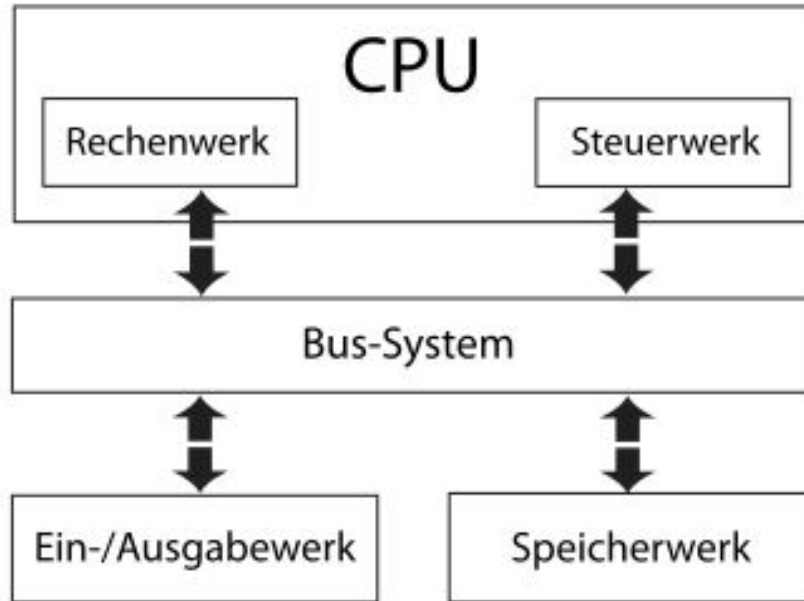 CPU
Rechenwerk
Steuerwerk
Bus-System
Ein-/Ausgabewerk
Speicherwerk